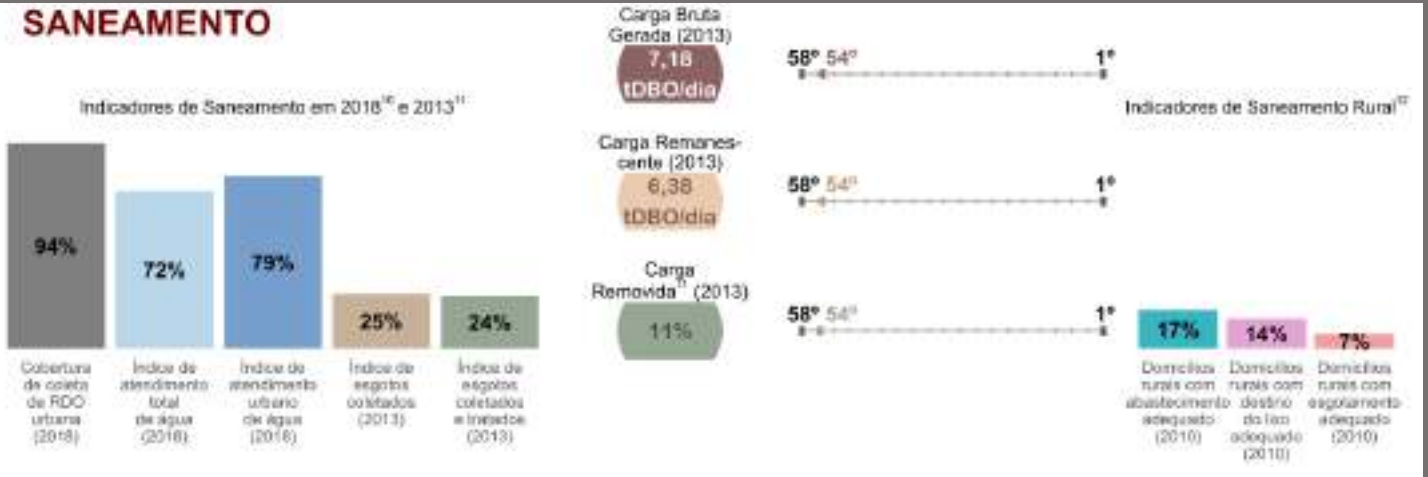 SANEAMENTO
Indicadores de Saneamento em 2018¹⁰ e 2013¹¹
94%
72%
79%
25%
24%
Cobertura
de coleta
de RDO
urbana
(2018)
Índice de
atendimento
total
de água
(2018)
Índice de
atendimento
urbano
de água
(2018)
Índice de
esgotos
coletados
(2013)
Índice de
esgotos
coletados
e tratados
(2013)
Carga Bruta
Gerada (2013)
7,18
tDBO/dia
58º 54º 1º
Carga Remanes-
cente (2013)
6,38
tDBO/dia
58º 54º 1º
Carga
Removida¹¹ (2013)
11%
58º 54º 1º
Indicadores de Saneamento Rural¹²
17%
14%
7%
Domicílios
rurais com
abastecimento
adequado
(2010)
Domicílios
rurais com
destino
do lixo
adequado
(2010)
Domicílios
rurais com
esgotamento
adequado
(2010)